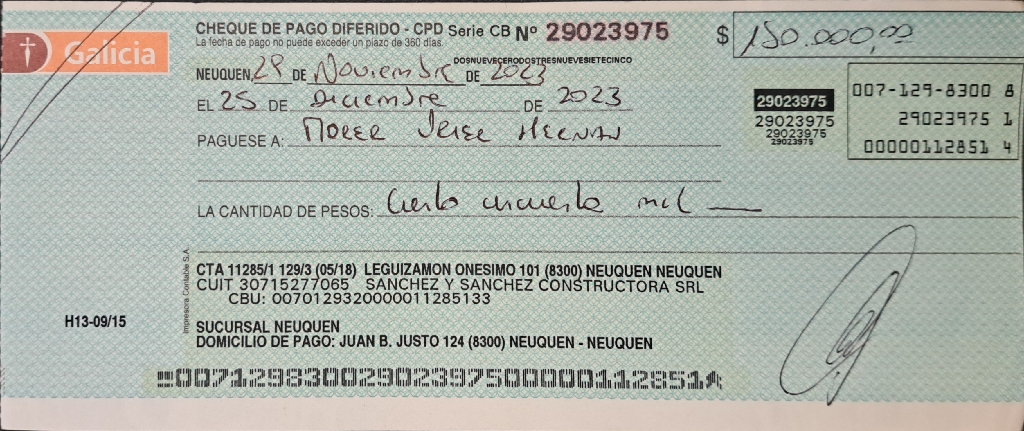 Galicia
CHEQUE DE PAGO DIFERIDO - CPD Serie CB Nº 29023975
La fecha de pago no puede exceder un plazo de 360 días.
$ 150.000,00
DOSNUEVECERODOSTRESNUEVESIETECINCO
NEUQUEN, 29 DE Noviembre DE 2023
EL 25 DE Diciembre DE 2023
PAGUESE A: Hernan
29023975
29023975
29023975
29023975
007-129-8300 8
29023975 1
00000112851 4
LA CANTIDAD DE PESOS: Ciento cincuenta mil
CTA 11285/1 129/3 (05/18) LEGUIZAMON ONESIMO 101 (8300) NEUQUEN NEUQUEN
CUIT 30715277065 SANCHEZ Y SANCHEZ CONSTRUCTORA SRL
CBU: 0070129320000011285133
Impresora Contable S.A
H13-09/15
SUCURSAL NEUQUEN
DOMICILIO DE PAGO: JUAN B. JUSTO 124 (8300) NEUQUEN - NEUQUEN
00712983002902397500000112851